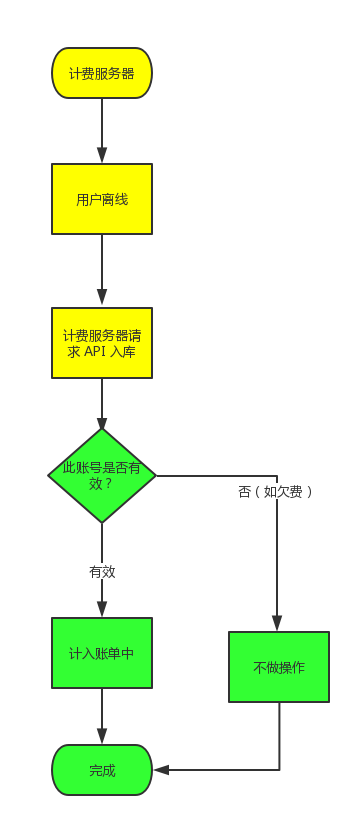 计费服务器
用户离线
计费服务器请
求 API 入库
此账号是否有
效？
否（如欠费）
有效
计入账单中
不做操作
完成